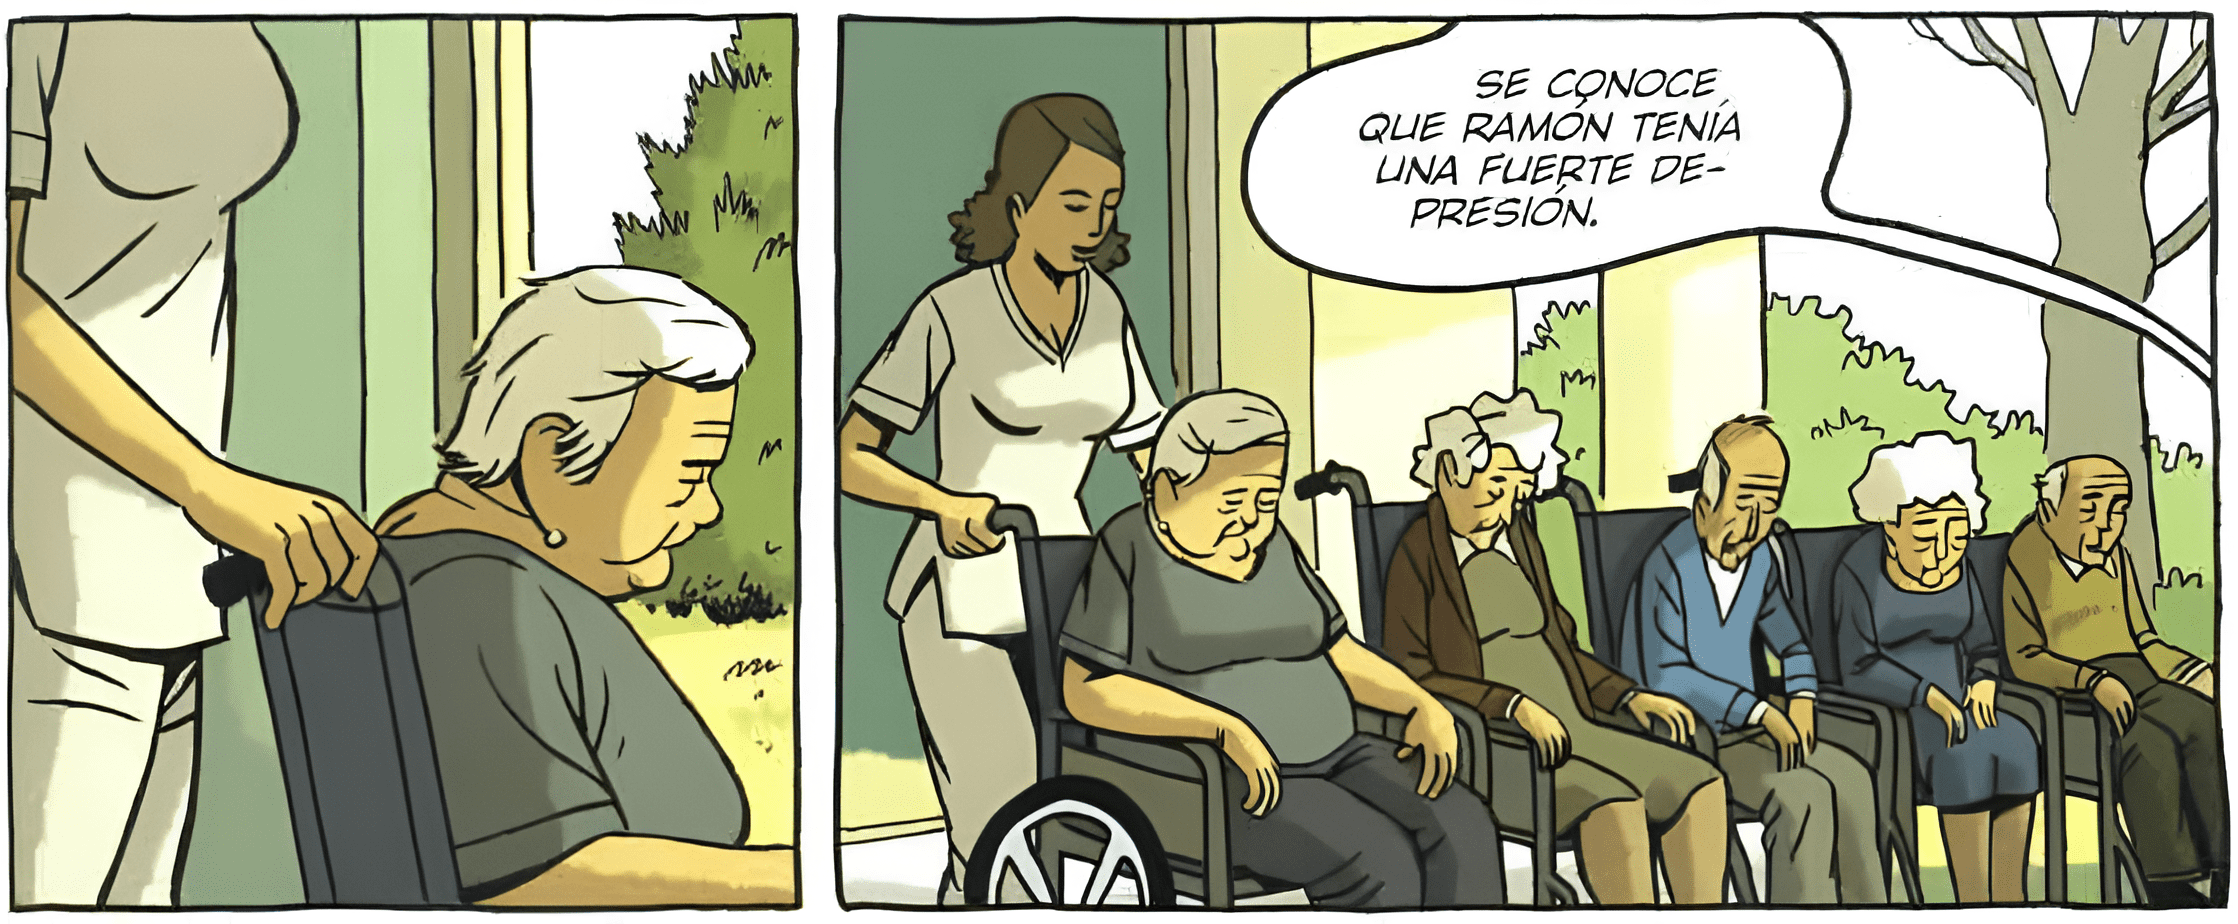 SE CONOCE
QUE RAMÓN TENÍA
UNA FUERTE DE-
PRESIÓN.